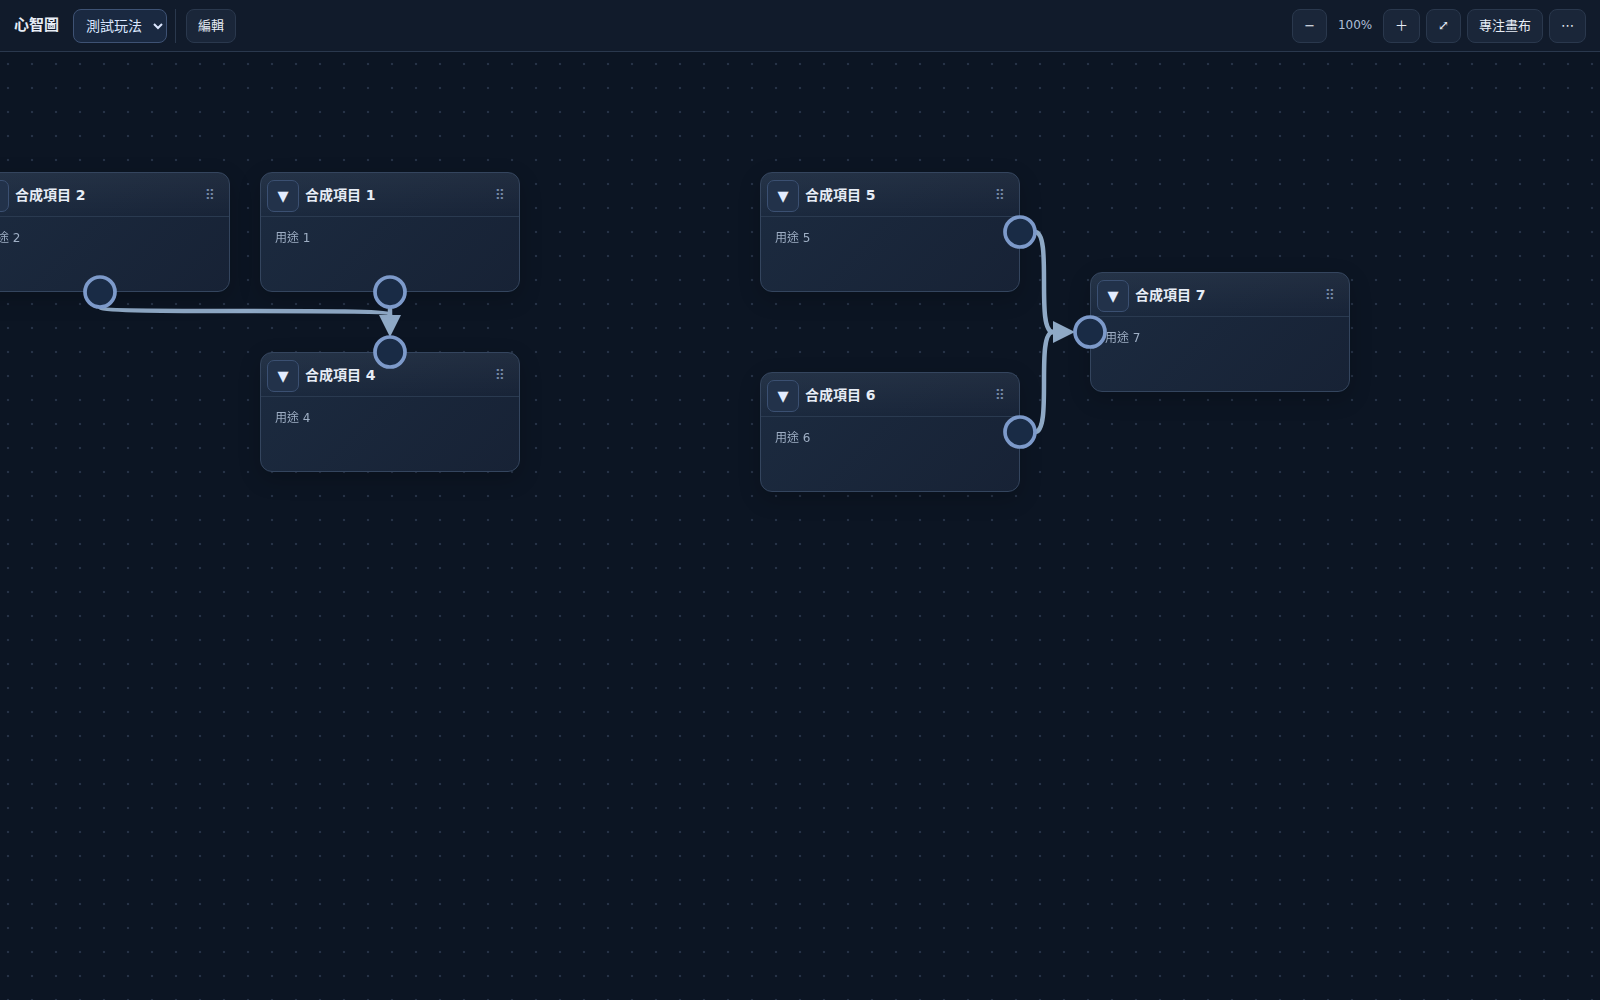 心智圖 測試玩法 編輯 − 100% ＋ ⤢ 專注畫布 ⋯
合成項目 2
用途 2
合成項目 1
用途 1
合成項目 4
用途 4
合成項目 5
用途 5
合成項目 6
用途 6
合成項目 7
用途 7